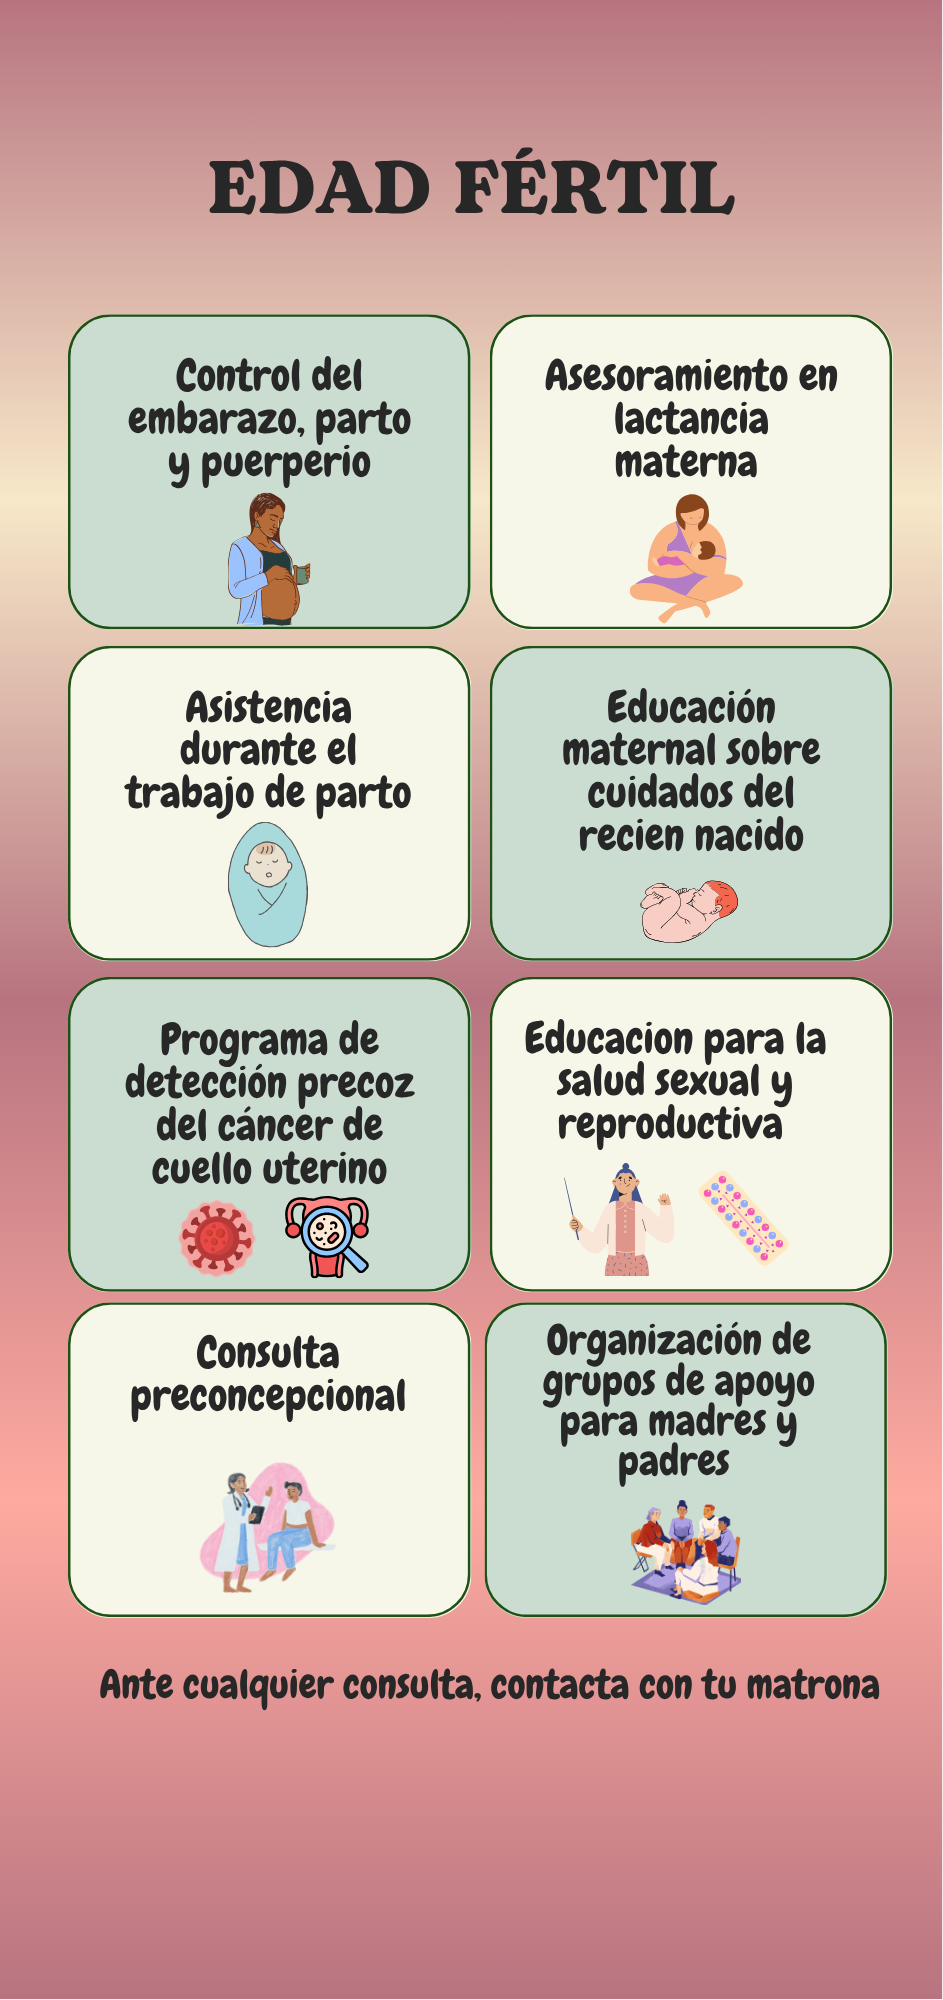 EDAD FÉRTIL
Control del
embarazo, parto
y puerperio
Asesoramiento en
lactancia
materna
Asistencia
durante el
trabajo de parto
Educación
maternal sobre
cuidados del
recien nacido
Programa de
detección precoz
del cáncer de
cuello uterino
Educacion para la
salud sexual y
reproductiva
Consulta
preconcepcional
Organización de
grupos de apoyo
para madres y
padres
Ante cualquier consulta, contacta con tu matrona